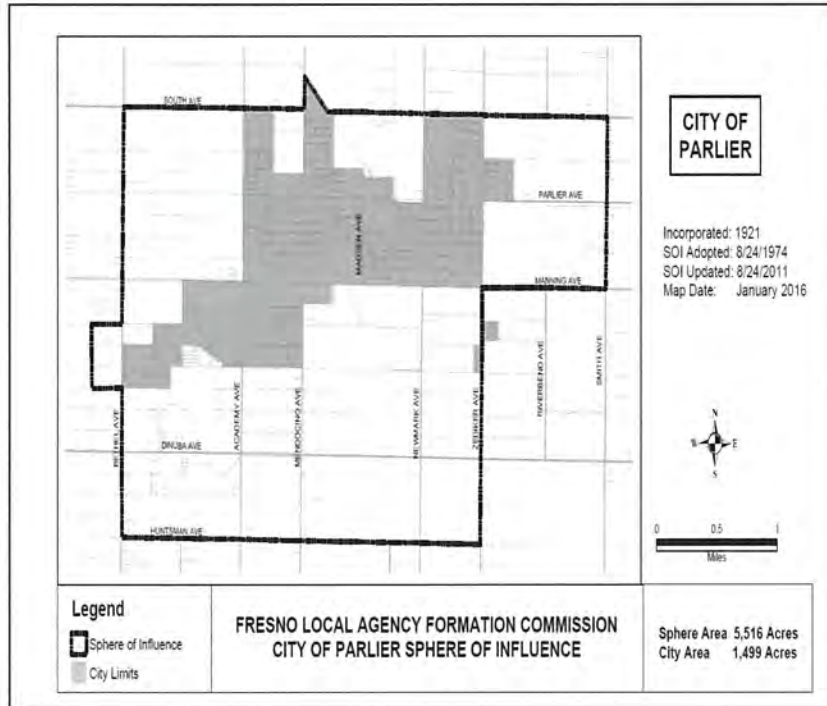 SOUTH AVE
PARLIER AVE
MADSEN AVE
MANNING AVE
BETHEL AVE
ACADEMY AVE
MENDOCINO AVE
NEWMARK AVE
ZEDIKER AVE
RIVERBEND AVE
SMITH AVE
DINUBA AVE
HUNTSMAN AVE
CITY OF
PARLIER
Incorporated: 1921
SOI Adopted: 8/24/1974
SOI Updated: 8/24/2011
Map Date: January 2016
N
W E
S
0 0.5 1
Miles
Legend
Sphere of Influence
City Limits
FRESNO LOCAL AGENCY FORMATION COMMISSION
CITY OF PARLIER SPHERE OF INFLUENCE
Sphere Area 5,516 Acres
City Area 1,499 Acres